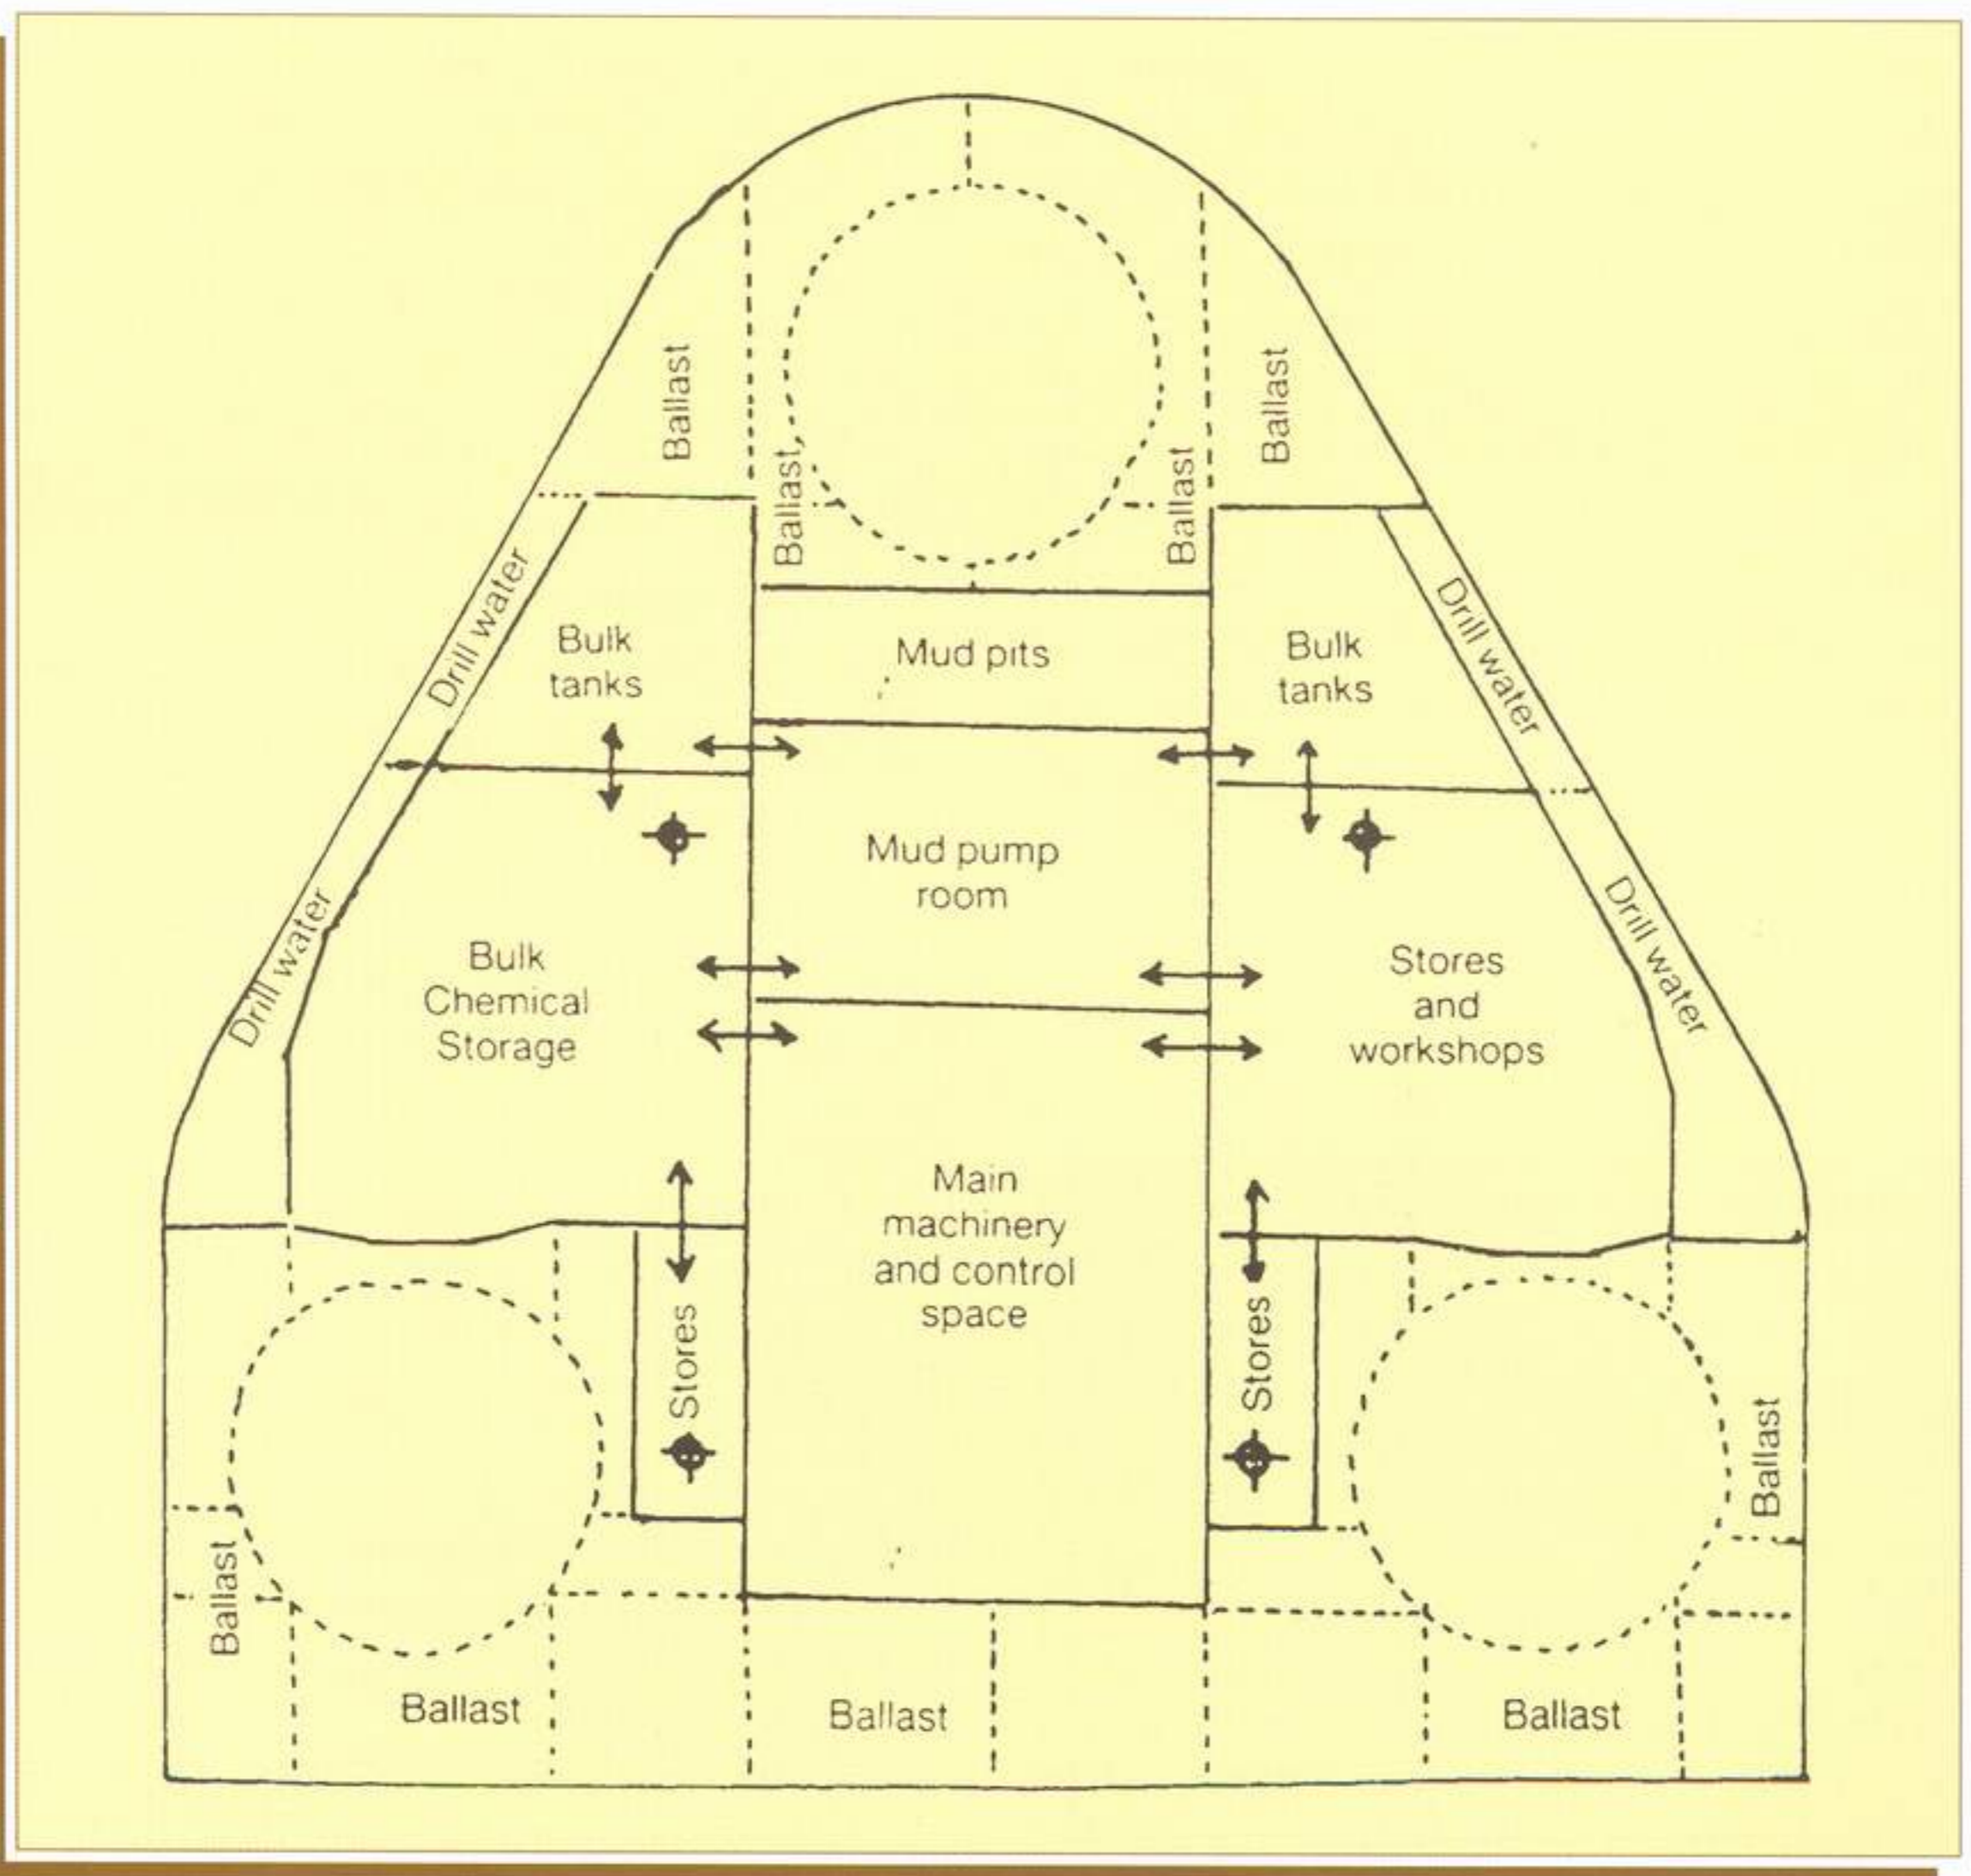 Ballast
Ballast
Ballast
Ballast
Drill water
Bulk
tanks
Mud pits
Bulk
tanks
Drill water
Mud pump
room
Drill water
Bulk
Chemical
Storage
Stores
and
workshops
Drill water
Main
machinery
and control
space
Stores
Stores
Ballast
Ballast
Ballast
Ballast
Ballast